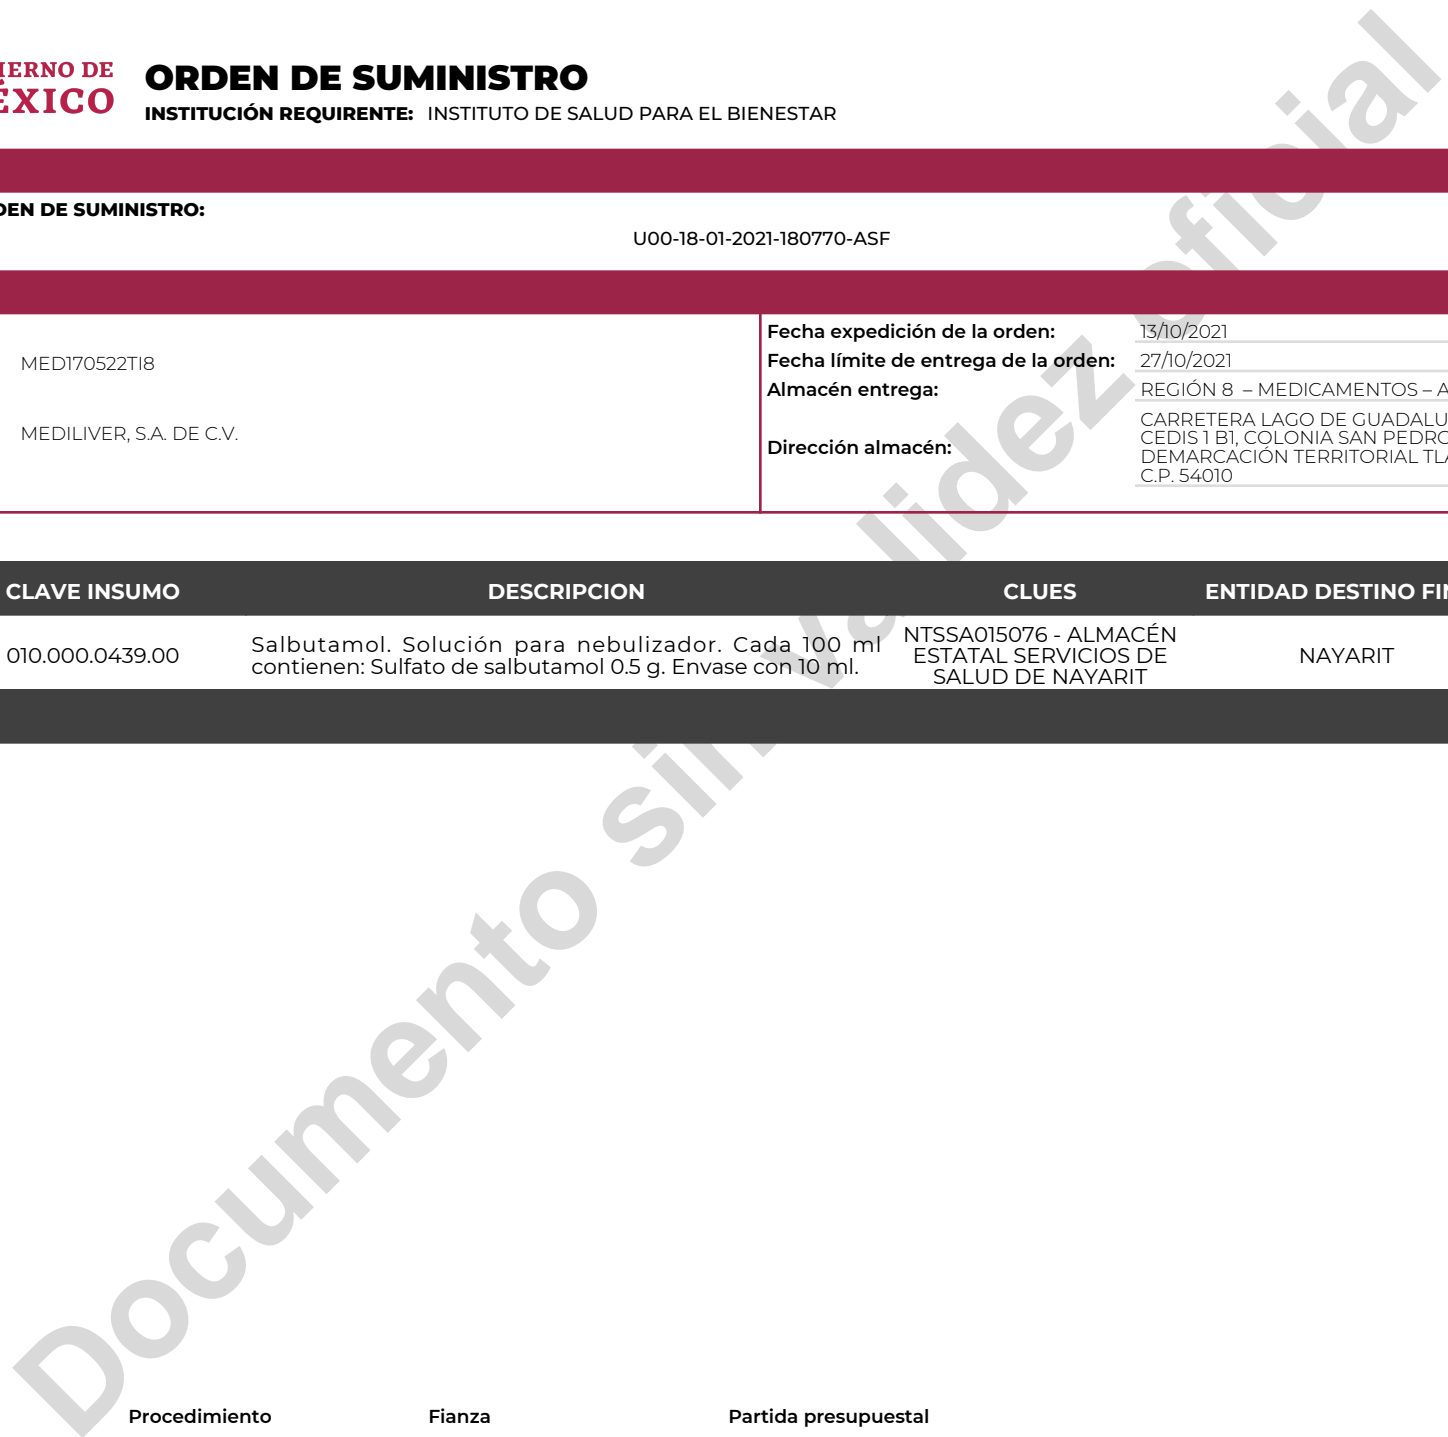 IERNO DE
ÉXICO
ORDEN DE SUMINISTRO
INSTITUCIÓN REQUIRENTE: INSTITUTO DE SALUD PARA EL BIENESTAR
DEN DE SUMINISTRO:
U00-18-01-2021-180770-ASF
MED170522TI8
MEDILIVER, S.A. DE C.V.
Fecha expedición de la orden: 13/10/2021
Fecha límite de entrega de la orden: 27/10/2021
Almacén entrega: REGIÓN 8 – MEDICAMENTOS – A
Dirección almacén:
CARRETERA LAGO DE GUADALU
CEDIS 1 B1, COLONIA SAN PEDRO
DEMARCACIÓN TERRITORIAL TLA
C.P. 54010
CLAVE INSUMO DESCRIPCION CLUES ENTIDAD DESTINO FIN
010.000.0439.00
Salbutamol. Solución para nebulizador. Cada 100 ml
contienen: Sulfato de salbutamol 0.5 g. Envase con 10 ml.
NTSSA015076 - ALMACÉN
ESTATAL SERVICIOS DE
SALUD DE NAYARIT
NAYARIT
Documento sin validez oficial
Procedimiento Fianza Partida presupuestal